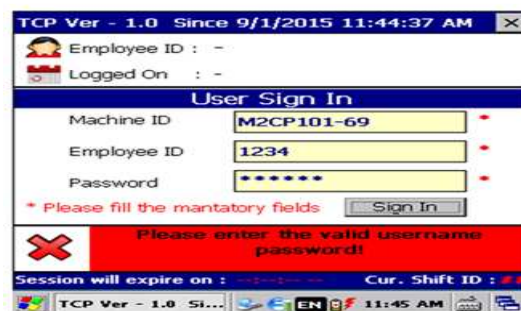 TCP Ver - 1.0 Since 9/1/2015 11:44:37 AM
Employee ID : -
Logged On : -
User Sign In
Machine ID M2CP101-69 *
Employee ID 1234 *
Password ****** *
* Please fill the mantatory fields Sign In
Please enter the valid username
password!
Session will expire on : --:--:-- -- Cur. Shift ID :
TCP Ver - 1.0 Si... EN 11:45 AM